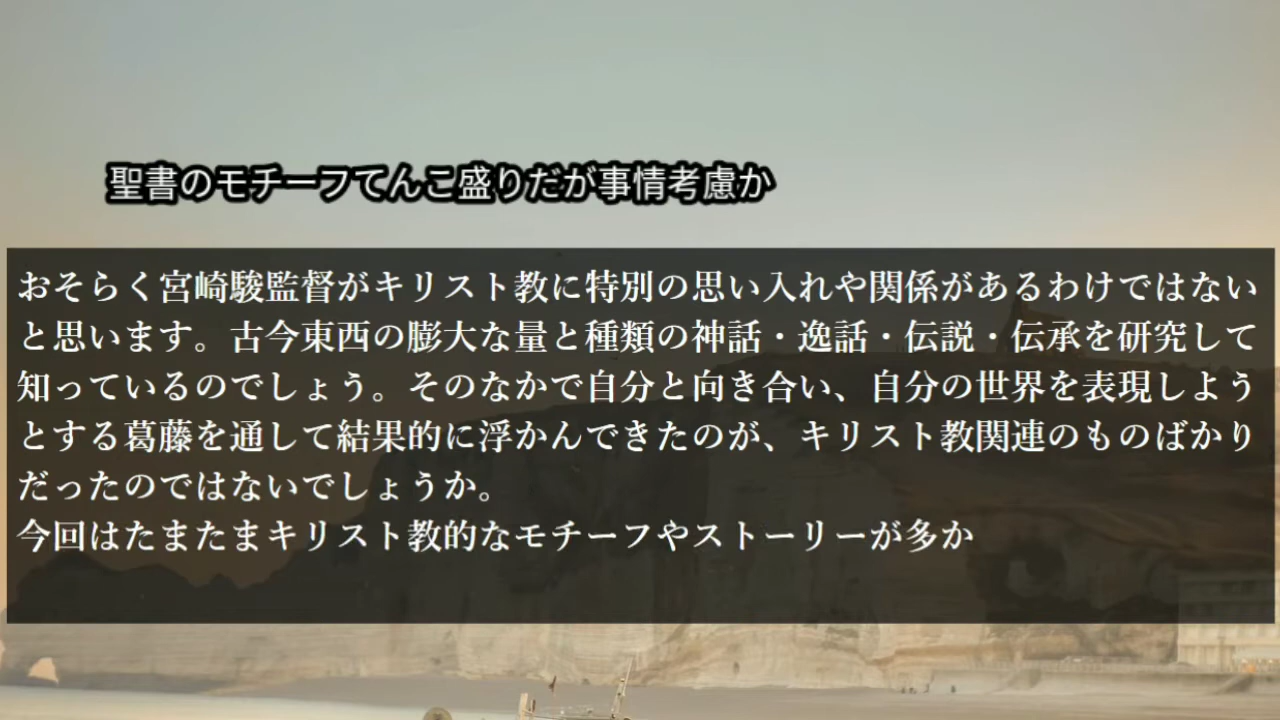 聖書のモチーフてんこ盛りだが事情考慮か
おそらく宮崎駿監督がキリスト教に特別の思い入れや関係があるわけではない
と思います。古今東西の膨大な量と種類の神話・逸話・伝説・伝承を研究して
知っているのでしょう。そのなかで自分と向き合い、自分の世界を表現しよう
とする葛藤を通して結果的に浮かんできたのが、キリスト教関連のものばかり
だったのではないでしょうか。
今回はたまたまキリスト教的なモチーフやストーリーが多か